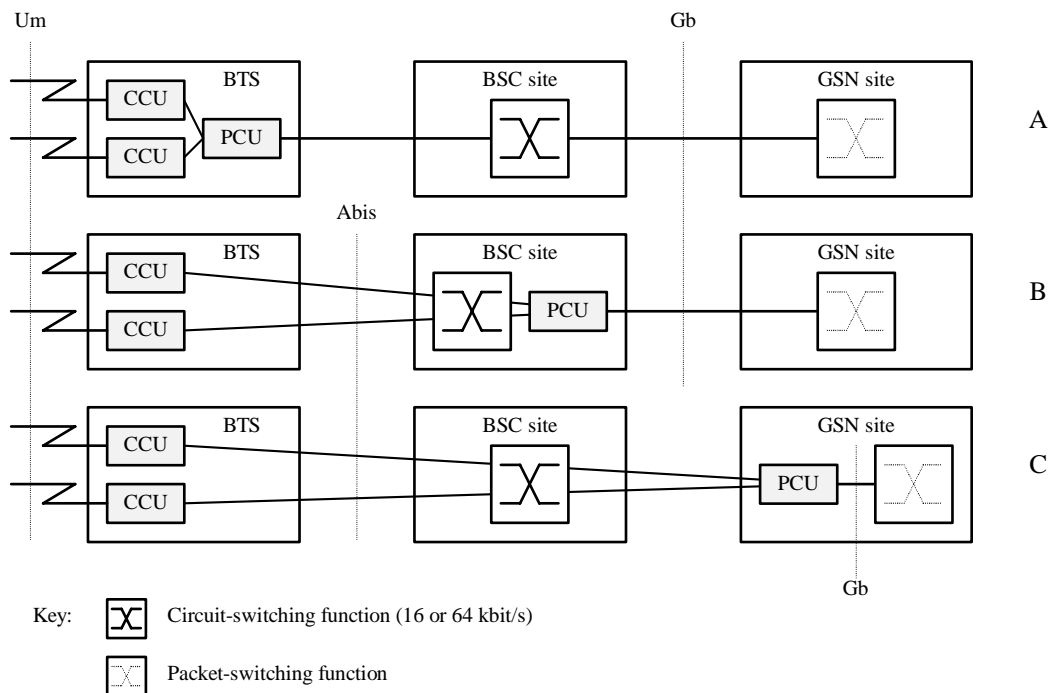 Um
Gb
BTS
BSC site
GSN site
CCU
CCU
PCU
A
Abis
BTS
BSC site
GSN site
CCU
CCU
PCU
B
BTS
BSC site
GSN site
CCU
CCU
PCU
C
Gb
Key:
Circuit-switching function (16 or 64 kbit/s)
Packet-switching function